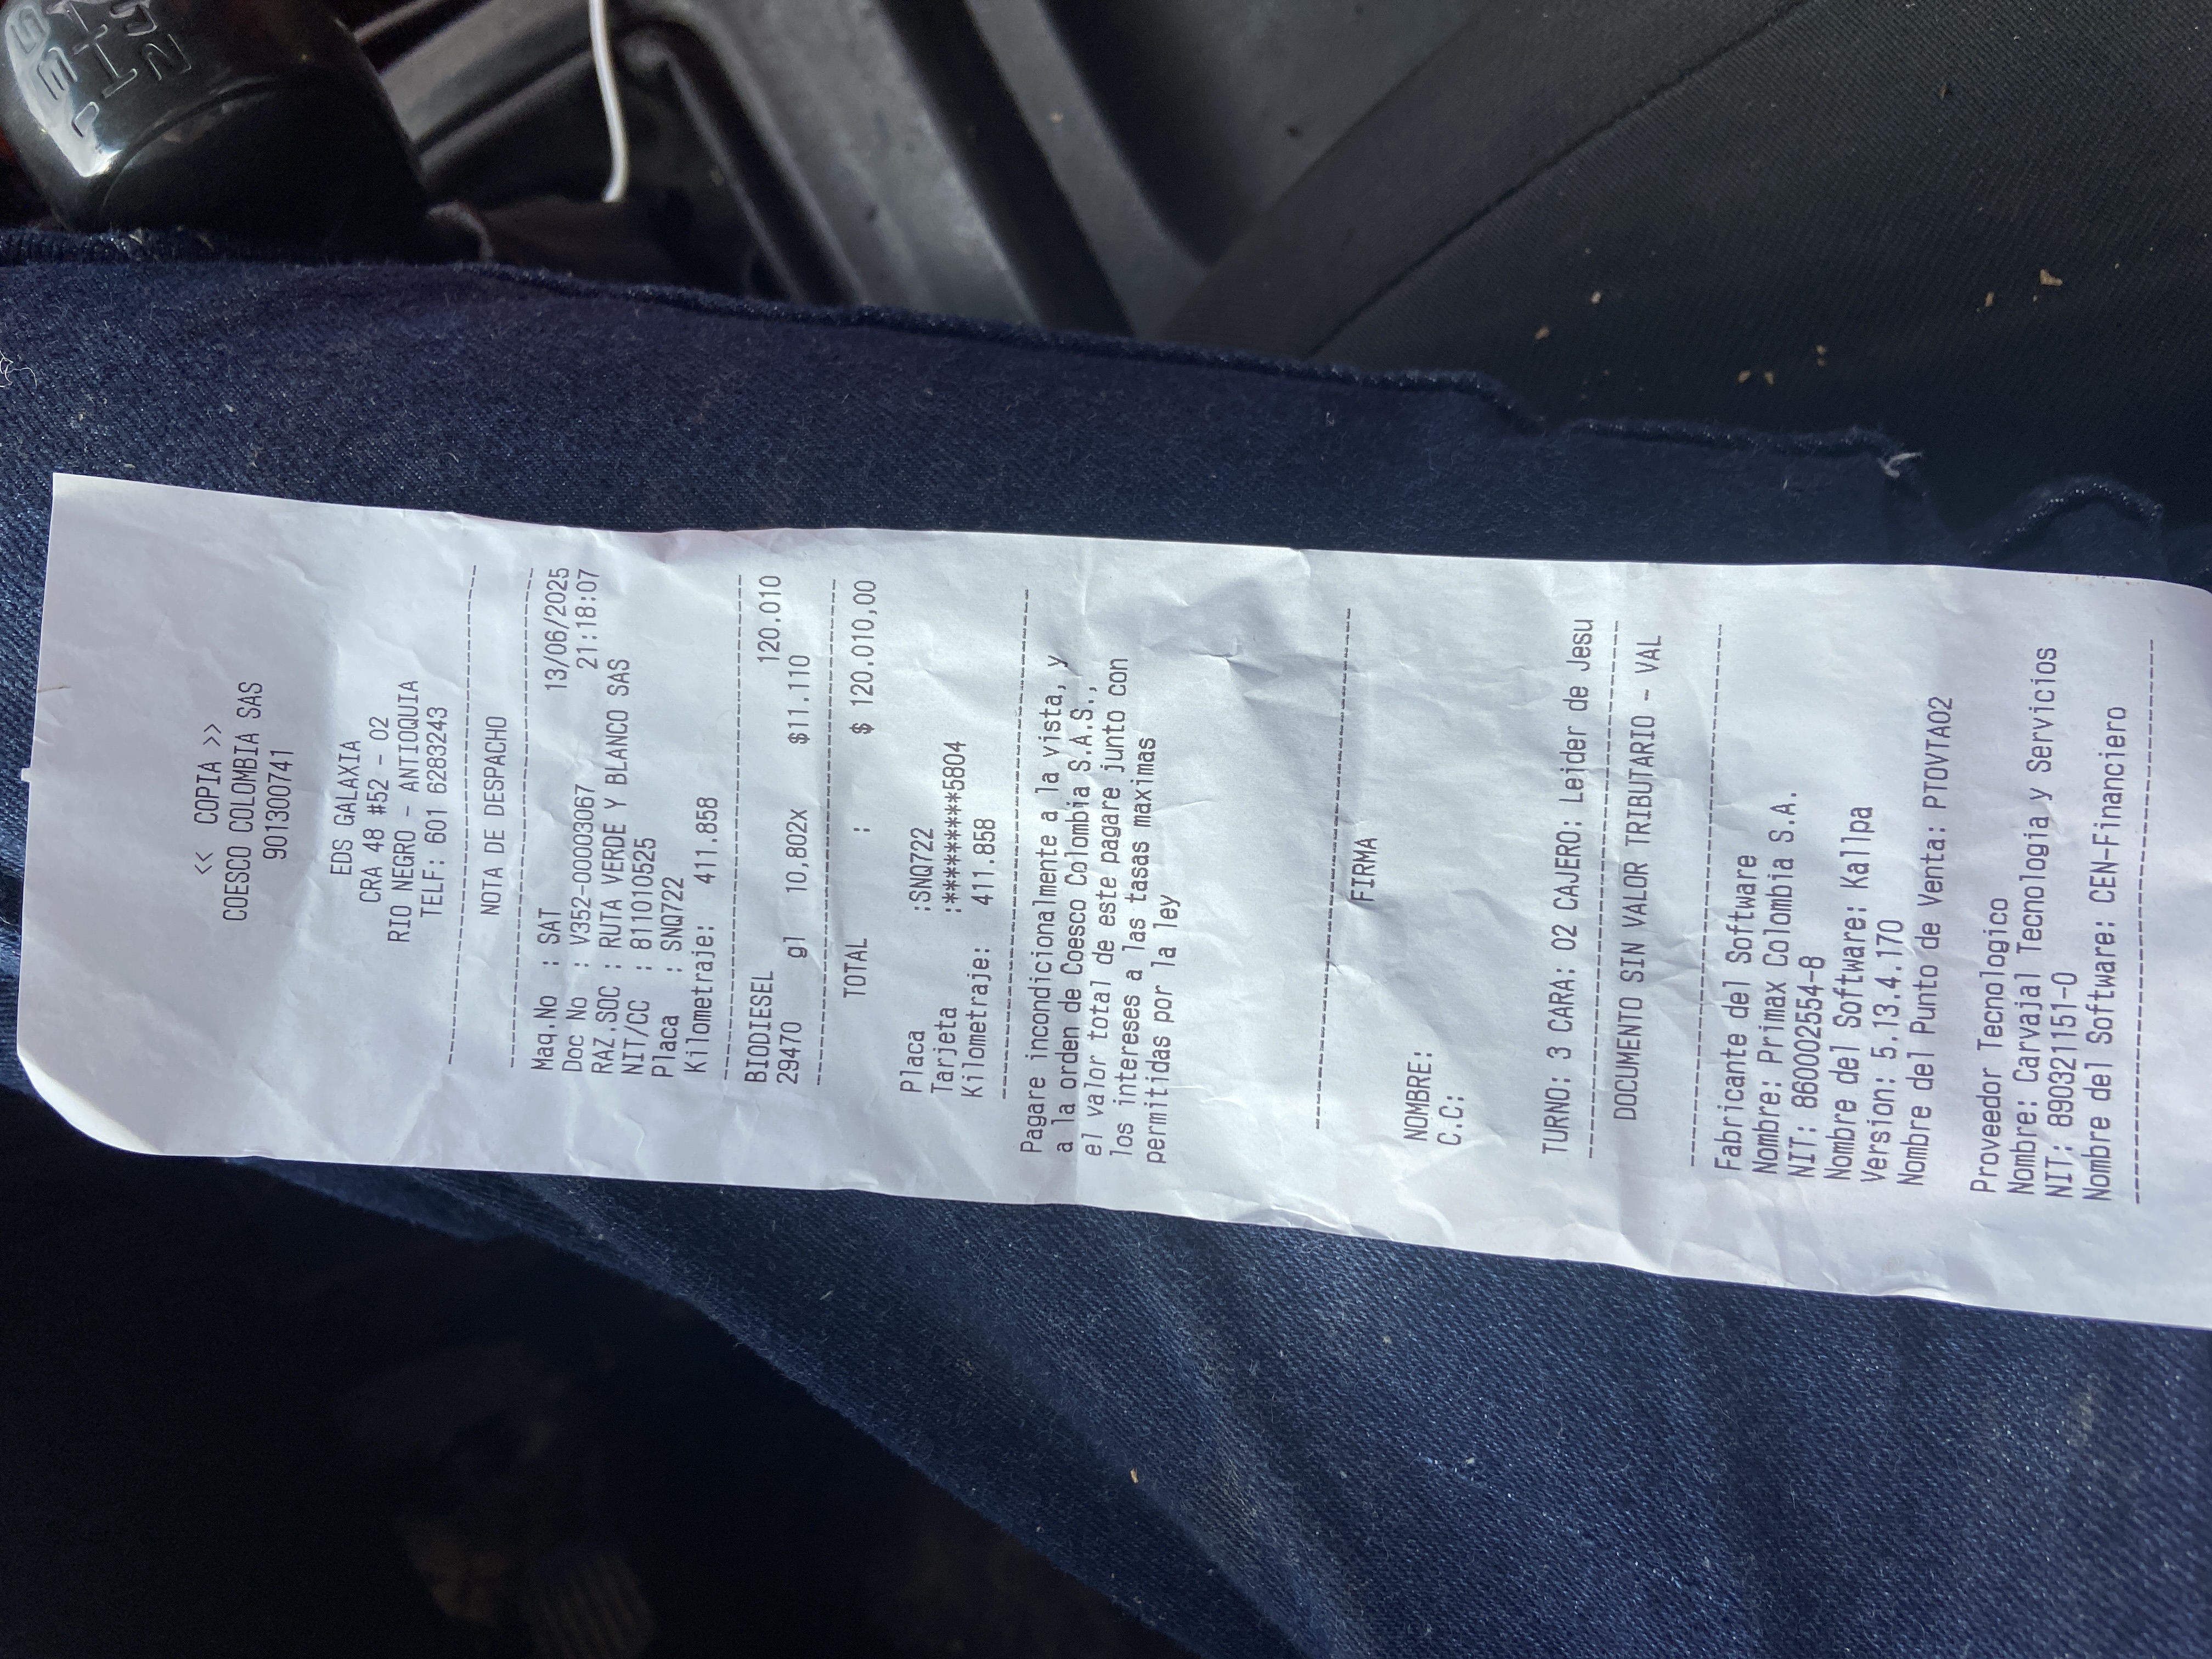 << COPIA >>
COESCO COLOMBIA SAS
9013000741
EDS GALAXIA
CRA 48 #52 - 02
RIO NEGRO - ANTIOQUIA
TELF: 601 6283243
NOTA DE DESPACHO
Maq.No : SAT 13/06/2025
Doc No : V352-00003067 21:18:07
RAZ.SOC : RUTA VERDE Y BLANCO SAS
NIT/CC : 811010525
Placa : SNQ722
Kilometraje: 411.858
BIODIESEL 120.010
29470 gl 10,802x $11.110
TOTAL : $ 120.010,00
Placa :SNQ722
Tarjeta :*********5804
Kilometraje: 411.858
Pagare incondicionalmente a la vista, y
a la orden de Coesco Colombia S.A.S.,
el valor total de este pagare junto con
los intereses a las tasas maximas
permitidas por la ley
FIRMA
NOMBRE:
C.C:
TURNO: 3 CARA: 02 CAJERO: Leider de Jesu
DOCUMENTO SIN VALOR TRIBUTARIO - VAL
Fabricante del Software
Nombre: Primax Colombia S.A.
NIT: 860002554-8
Nombre del Software: Kallpa
Version: 5.13.4.170
Nombre del Punto de Venta: PTOVTA02
Proveedor Tecnologico
Nombre: Carvajal Tecnologia y Servicios
NIT: 890321151-0
Nombre del Software: CEN-Financiero